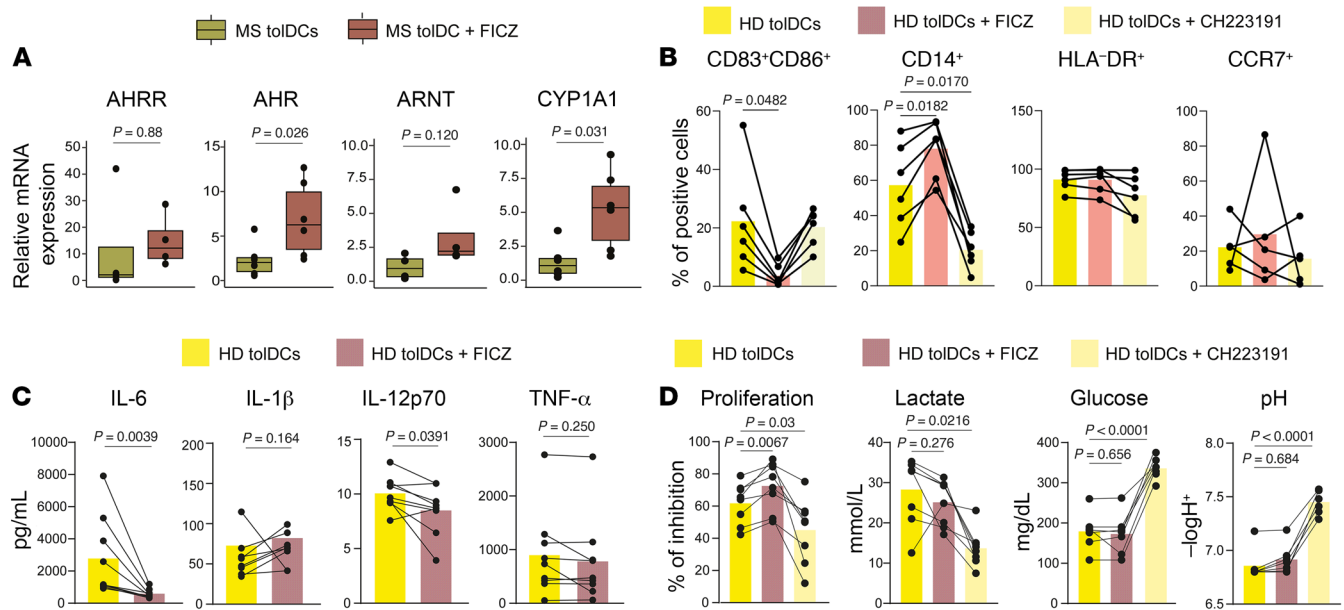 MS tolDCs MS tolDC + FICZ
A
AHRR AHR ARNT CYP1A1
P = 0.88 P = 0.026 P = 0.120 P = 0.031
Relative mRNA
expression
50 40 30 20 10 0
15 10 5 0
10.0 7.5 5.0 2.5 0.0
10.0 7.5 5.0 2.5 0.0
HD tolDCs HD tolDCs + FICZ HD tolDCs + CH223191
B
CD83+CD86+ CD14+ HLA–DR+ CCR7+
P = 0.0482 P = 0.0170
P = 0.0182
% of positive cells
60 40 20 0
100 80 60 40 20 0
150 100 50 0
100 80 60 40 20 0
HD tolDCs HD tolDCs + FICZ
C
IL-6 IL-1β IL-12p70 TNF-α
P = 0.0039 P = 0.164 P = 0.0391 P = 0.250
pg/mL
10000 8000 6000 4000 2000 0
200 150 100 50 0
15 10 5 0
3000 2000 1000 0
HD tolDCs HD tolDCs + FICZ HD tolDCs + CH223191
D
Proliferation Lactate Glucose pH
P = 0.03 P = 0.0216 P < 0.0001 P < 0.0001
P = 0.0067 P = 0.276 P = 0.656 P = 0.684
% of inhibition
100 80 60 40 20 0
mmol/L
40 30 20 10 0
mg/dL
400 300 200 100 0
–logH+
8.0 7.5 7.0 6.5